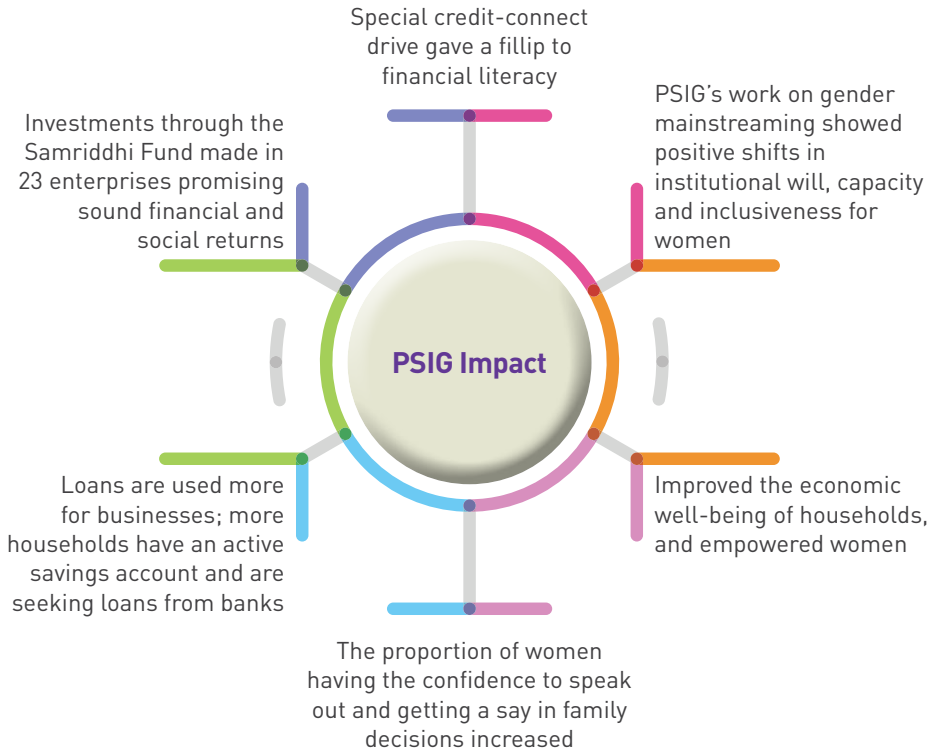 Special credit-connect
drive gave a fillip to
financial literacy
PSIG’s work on gender
mainstreaming showed
positive shifts in
institutional will, capacity
and inclusiveness for
women
Investments through the
Samriddhi Fund made in
23 enterprises promising
sound financial and
social returns
PSIG Impact
Loans are used more
for businesses; more
households have an active
savings account and are
seeking loans from banks
Improved the economic
well-being of households,
and empowered women
The proportion of women
having the confidence to speak
out and getting a say in family
decisions increased